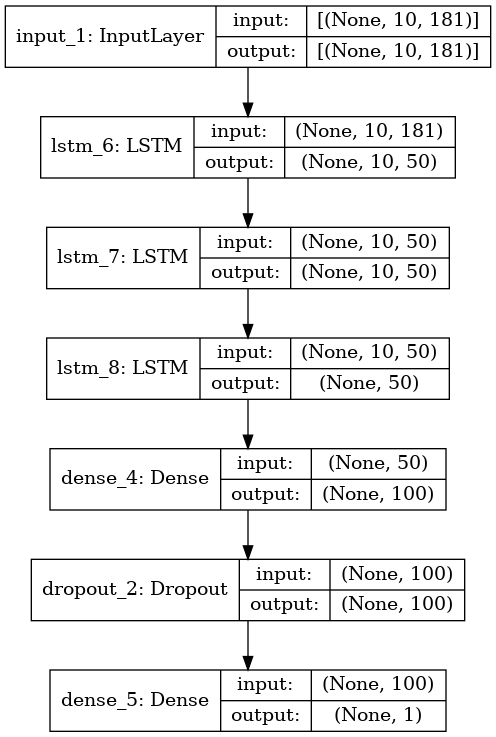 input_1: InputLayer
input: [(None, 10, 181)]
output: [(None, 10, 181)]
lstm_6: LSTM
input: (None, 10, 181)
output: (None, 10, 50)
lstm_7: LSTM
input: (None, 10, 50)
output: (None, 10, 50)
lstm_8: LSTM
input: (None, 10, 50)
output: (None, 50)
dense_4: Dense
input: (None, 50)
output: (None, 100)
dropout_2: Dropout
input: (None, 100)
output: (None, 100)
dense_5: Dense
input: (None, 100)
output: (None, 1)